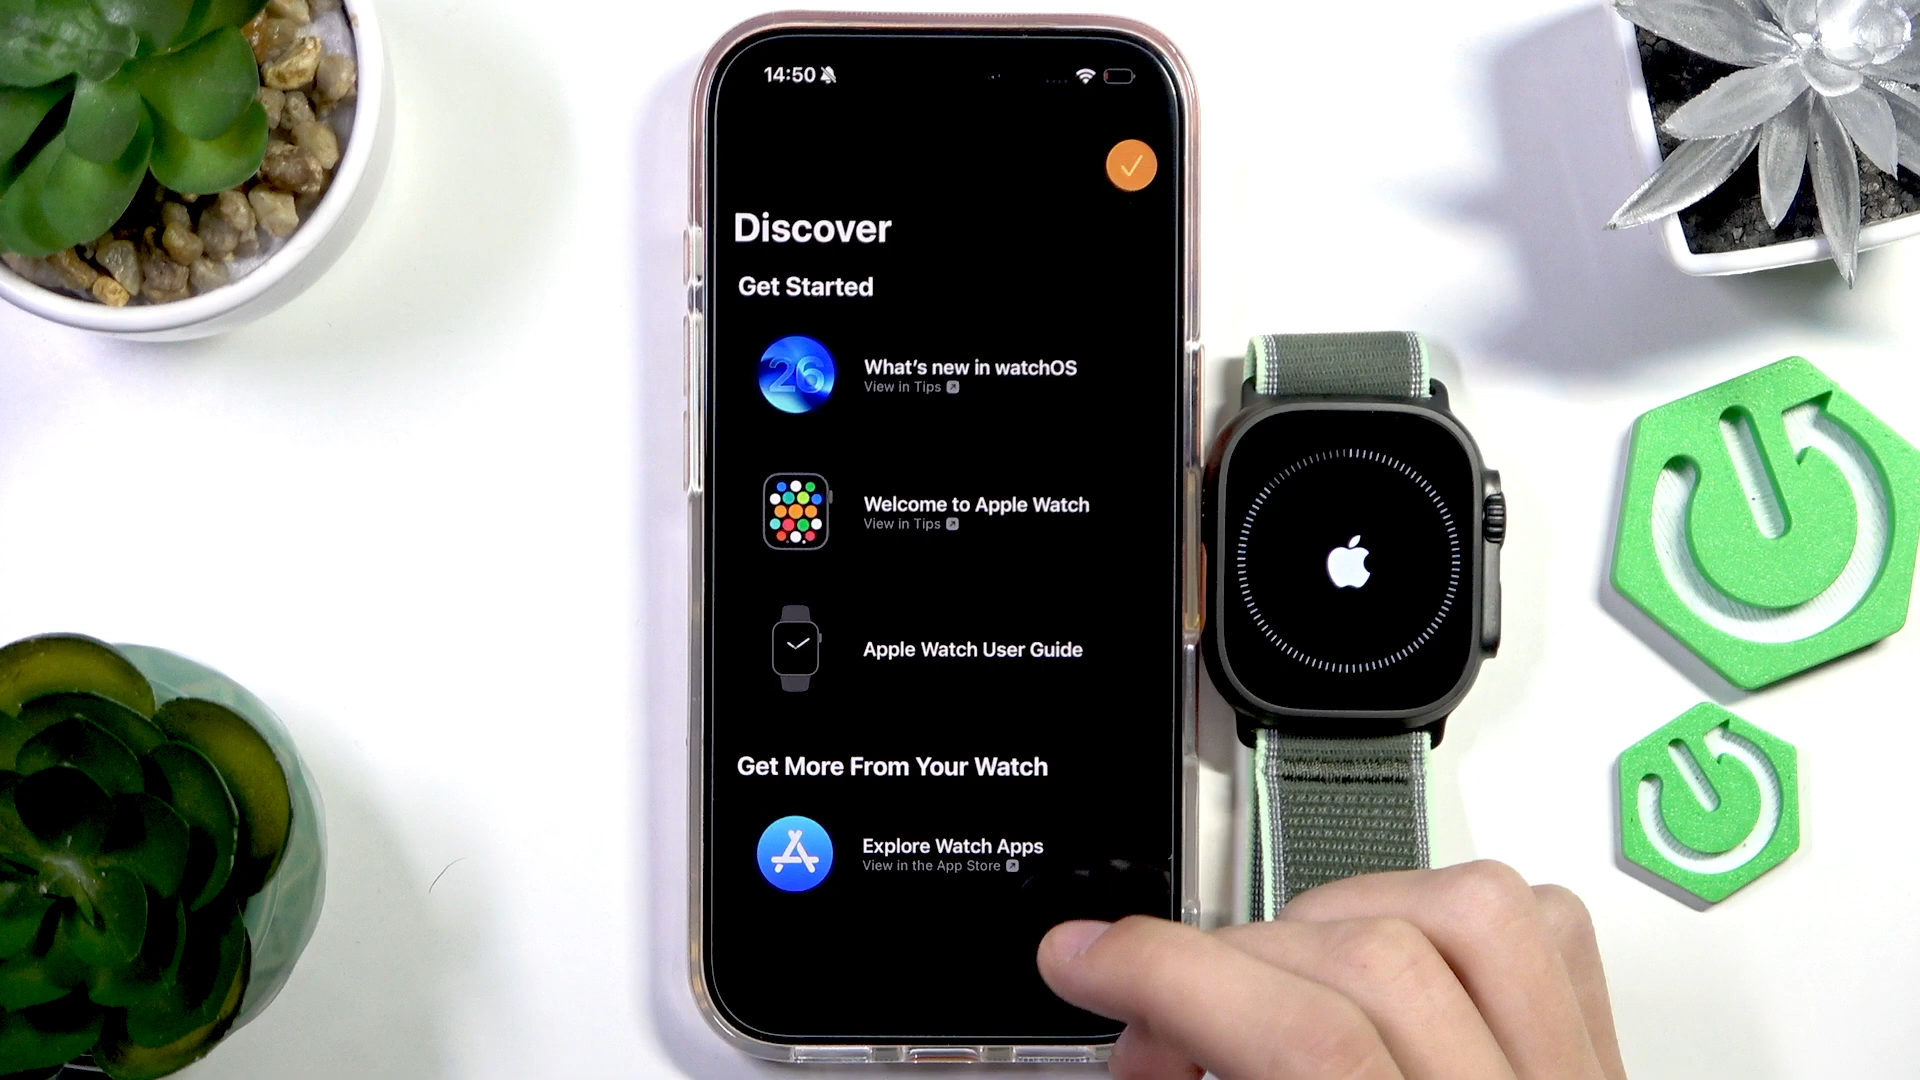 14:50
Discover
Get Started
26
What's new in watchOS
View in Tips
Welcome to Apple Watch
View in Tips
Apple Watch User Guide
Get More From Your Watch
Explore Watch Apps
View in the App Store